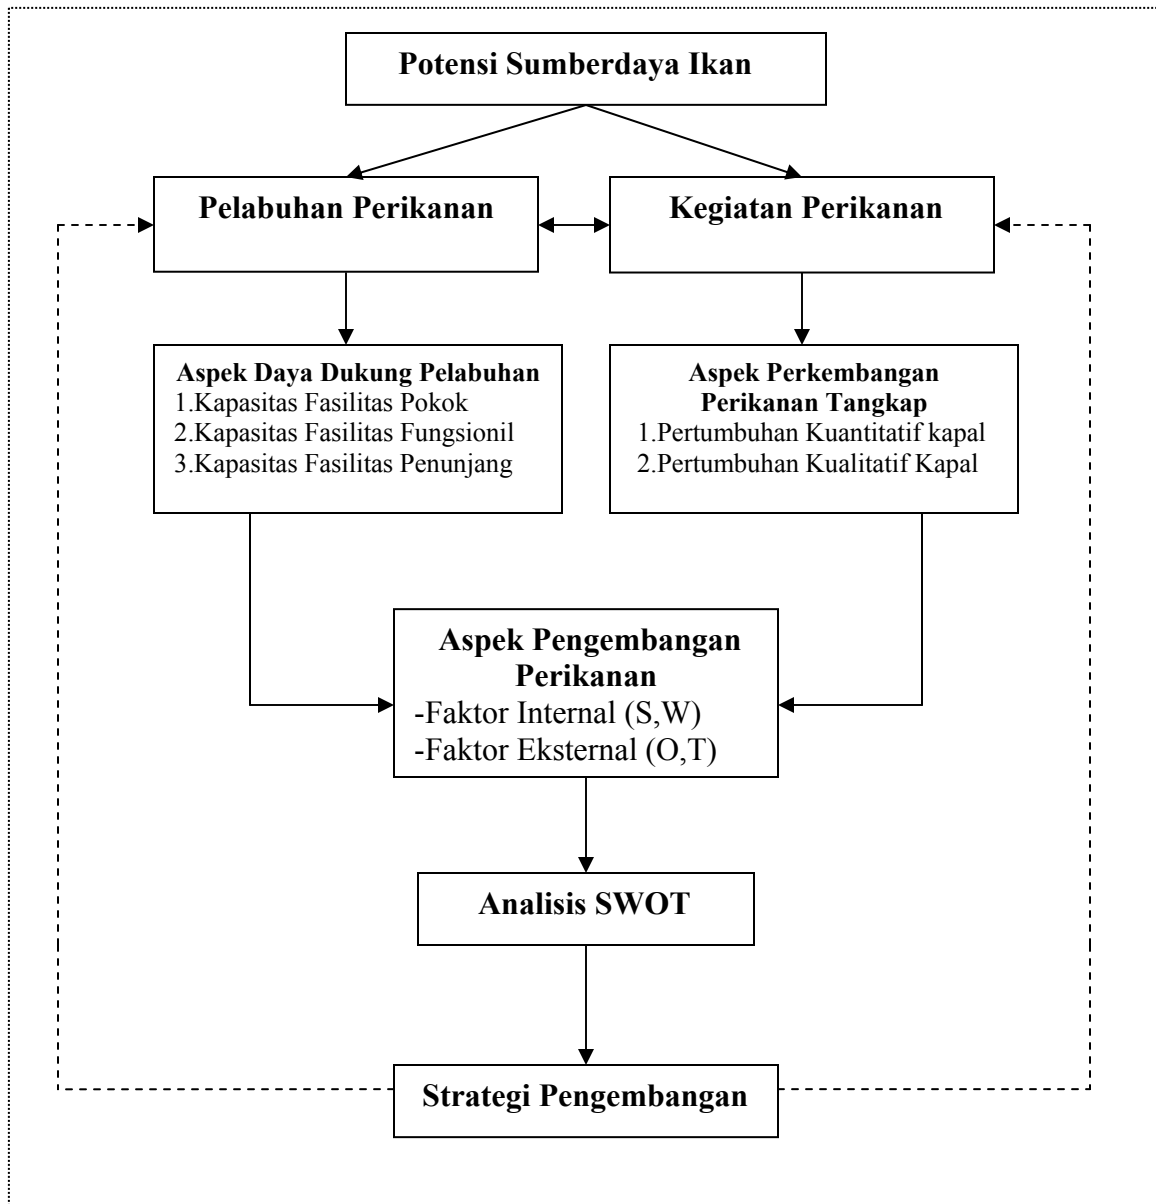 Potensi Sumberdaya Ikan
Pelabuhan Perikanan
Kegiatan Perikanan
Aspek Daya Dukung Pelabuhan
1.Kapasitas Fasilitas Pokok
2.Kapasitas Fasilitas Fungsionil
3.Kapasitas Fasilitas Penunjang
Aspek Perkembangan
Perikanan Tangkap
1.Pertumbuhan Kuantitatif kapal
2.Pertumbuhan Kualitatif Kapal
Aspek Pengembangan
Perikanan
-Faktor Internal (S,W)
-Faktor Eksternal (O,T)
Analisis SWOT
Strategi Pengembangan